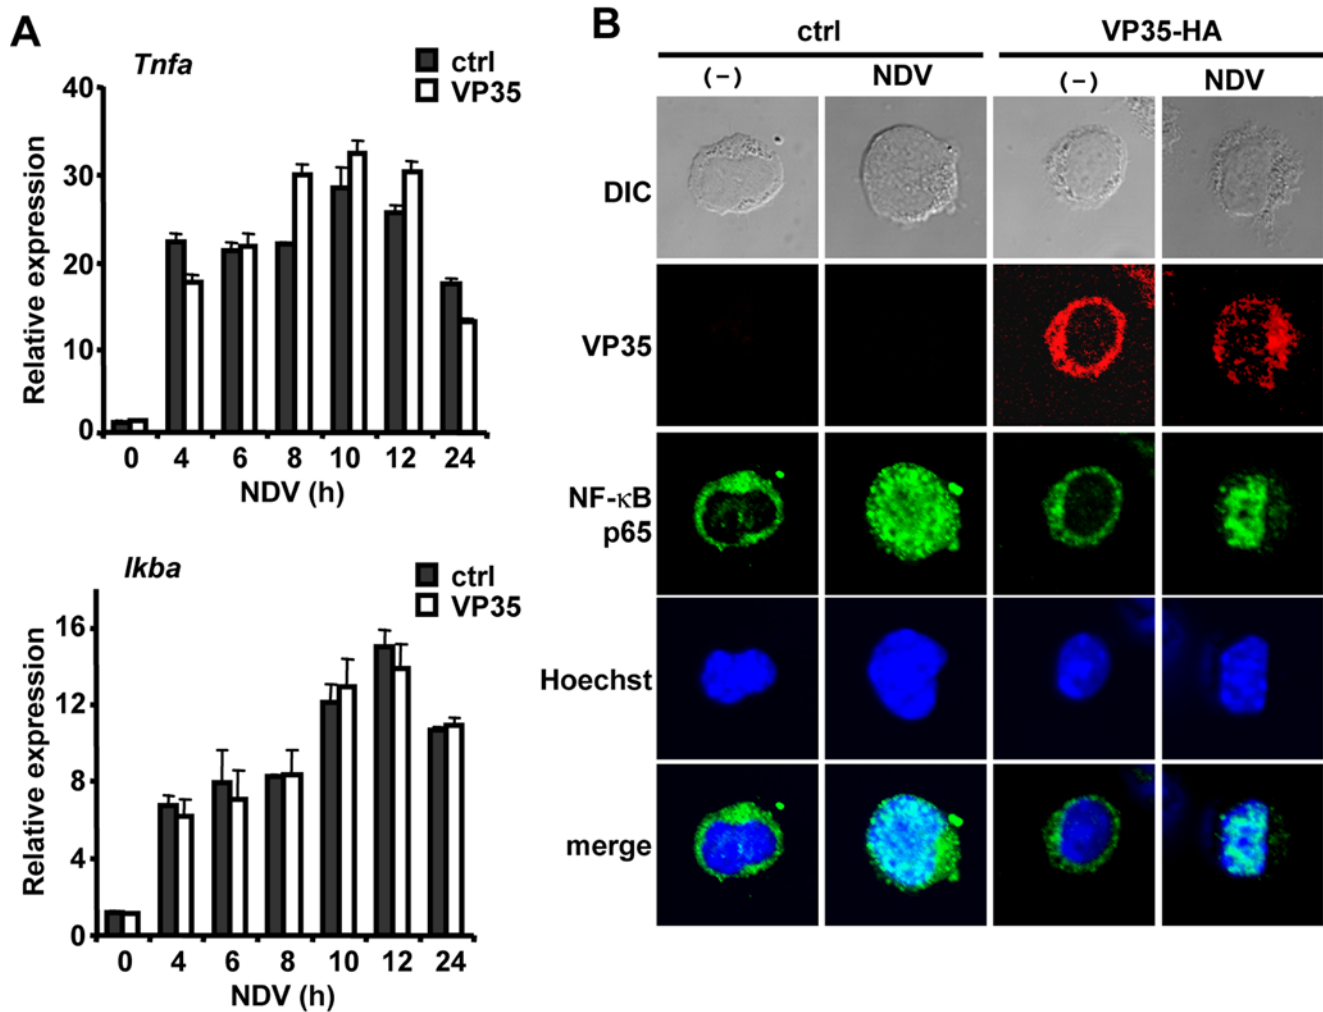 A
Tnfa
ctrl
VP35
40
30
20
10
0
Relative expression
0 4 6 8 10 12 24
NDV (h)
Ikba
ctrl
VP35
16
12
8
4
0
Relative expression
0 4 6 8 10 12 24
NDV (h)
B
ctrl VP35-HA
(-) NDV (-) NDV
DIC
VP35
NF-κB
p65
Hoechst
merge